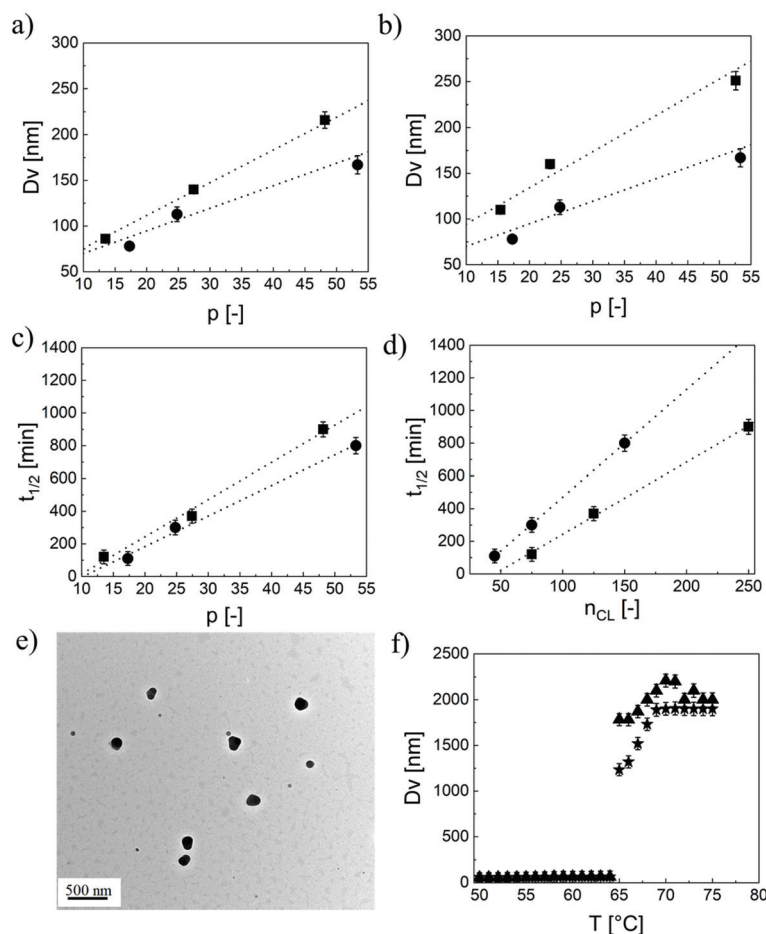 a)
300
250
200
150
100
50
Dv [nm]
10 15 20 25 30 35 40 45 50 55
p [-]
b)
300
250
200
150
100
50
Dv [nm]
10 15 20 25 30 35 40 45 50 55
p [-]
c)
1400
1200
1000
800
600
400
200
0
t1/2 [min]
10 15 20 25 30 35 40 45 50 55
p [-]
d)
1400
1200
1000
800
600
400
200
0
t1/2 [min]
50 100 150 200 250
nCL [-]
e)
500 nm
f)
2500
2000
1500
1000
500
0
Dv [nm]
50 55 60 65 70 75 80
T [°C]